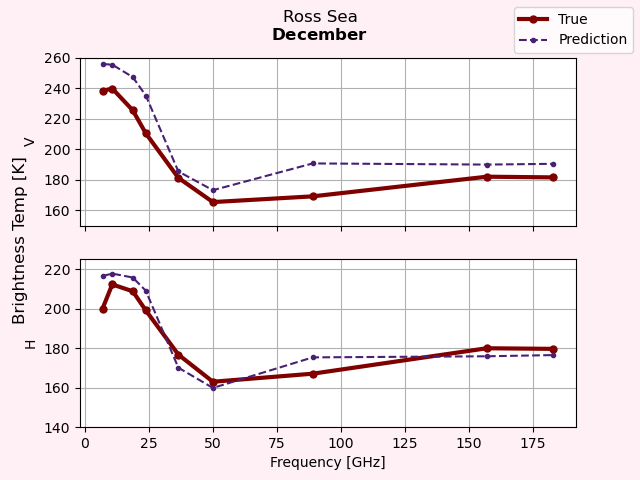 Ross Sea
December
True
Prediction
Brightness Temp [K]
V
260
240
220
200
180
160
H
220
200
180
160
140
0
25
50
75
100
125
150
175
Frequency [GHz]